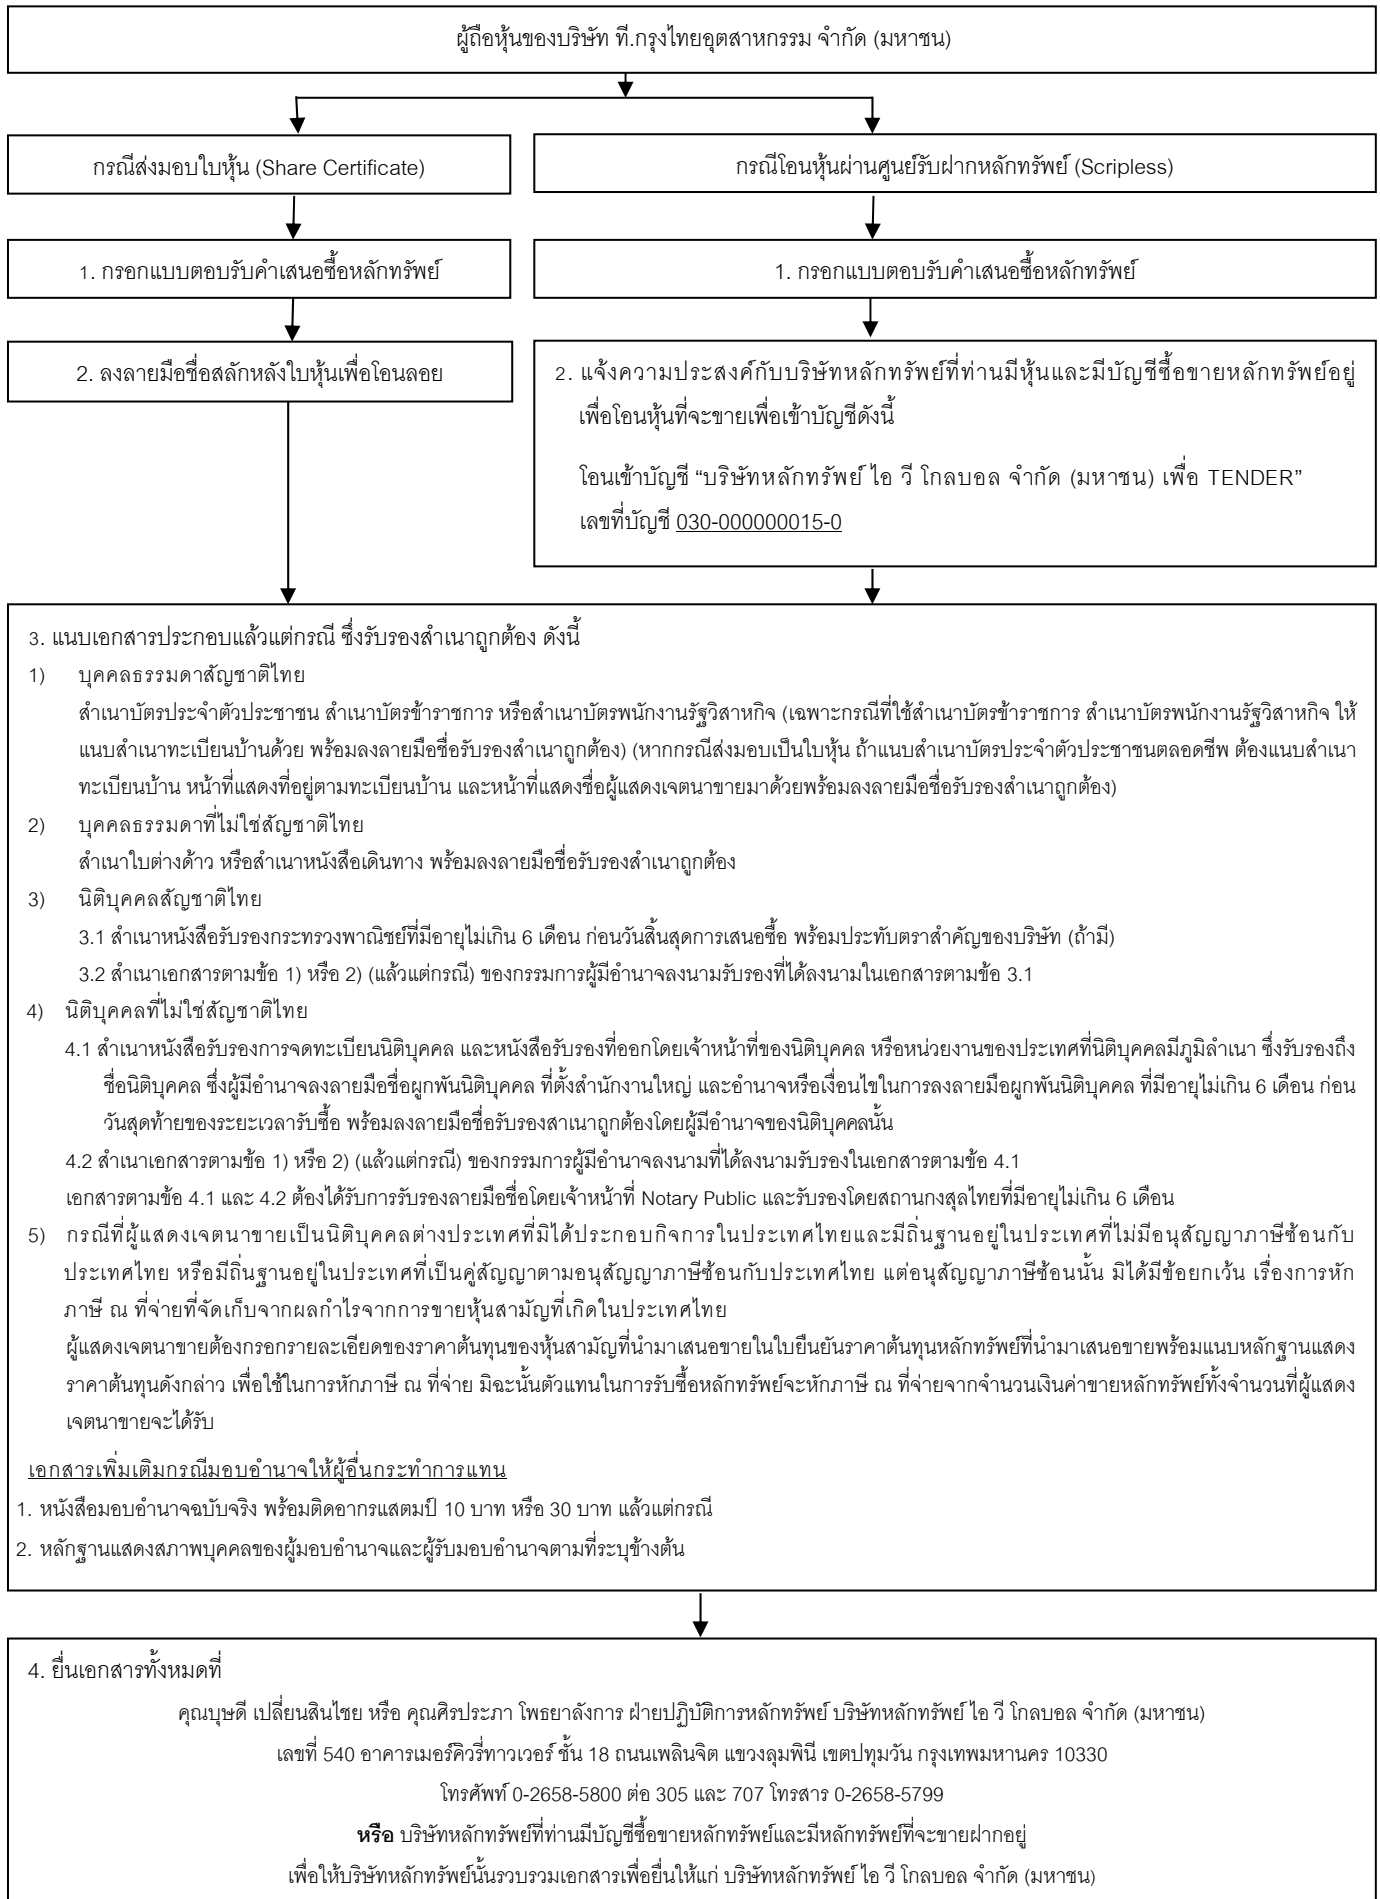 ผู้ถือหุ้นของบริษัท ที.กรุงไทยอุตสาหกรรม จำกัด (มหาชน)
กรณีส่งมอบใบหุ้น (Share Certificate)
กรณีโอนหุ้นผ่านศูนย์รับฝากหลักทรัพย์ (Scripless)
1. กรอกแบบตอบรับคำเสนอซื้อหลักทรัพย์
1. กรอกแบบตอบรับคำเสนอซื้อหลักทรัพย์
2. ลงลายมือชื่อสลักหลังใบหุ้นเพื่อโอนลอย
2. แจ้งความประสงค์กับบริษัทหลักทรัพย์ที่ท่านมีหุ้นและมีบัญชีซื้อขายหลักทรัพย์อยู่
เพื่อโอนหุ้นที่จะขายเพื่อเข้าบัญชีดังนี้
โอนเข้าบัญชี “บริษัทหลักทรัพย์ ไอ วี โกลบอล จำกัด (มหาชน) เพื่อ TENDER”
เลขที่บัญชี 030-000000015-0
3. แนบเอกสารประกอบแล้วแต่กรณี ซึ่งรับรองสำเนาถูกต้อง ดังนี้
1) บุคคลธรรมดาสัญชาติไทย
สำเนาบัตรประจำตัวประชาชน สำเนาบัตรข้าราชการ หรือสำเนาบัตรพนักงานรัฐวิสาหกิจ (เฉพาะกรณีที่ใช้สำเนาบัตรข้าราชการ สำเนาบัตรพนักงานรัฐวิสาหกิจ ให้
แนบสำเนาทะเบียนบ้านด้วย พร้อมลงลายมือชื่อรับรองสำเนาถูกต้อง) (หากกรณีส่งมอบเป็นใบหุ้น ถ้าแนบสำเนาบัตรประจำตัวประชาชนตลอดชีพ ต้องแนบสำเนา
ทะเบียนบ้าน หน้าที่แสดงที่อยู่ตามทะเบียนบ้าน และหน้าที่แสดงชื่อผู้แสดงเจตนาขายมาด้วยพร้อมลงลายมือชื่อรับรองสำเนาถูกต้อง)
2) บุคคลธรรมดาที่ไม่ใช่สัญชาติไทย
สำเนาใบต่างด้าว หรือสำเนาหนังสือเดินทาง พร้อมลงลายมือชื่อรับรองสำเนาถูกต้อง
3) นิติบุคคลสัญชาติไทย
3.1 สำเนาหนังสือรับรองกระทรวงพาณิชย์ที่มีอายุไม่เกิน 6 เดือน ก่อนวันสิ้นสุดการเสนอซื้อ พร้อมประทับตราสำคัญของบริษัท (ถ้ามี)
3.2 สำเนาเอกสารตามข้อ 1) หรือ 2) (แล้วแต่กรณี) ของกรรมการผู้มีอำนาจลงนามรับรองที่ได้ลงนามในเอกสารตามข้อ 3.1
4) นิติบุคคลที่ไม่ใช่สัญชาติไทย
4.1 สำเนาหนังสือรับรองการจดทะเบียนนิติบุคคล และหนังสือรับรองที่ออกโดยเจ้าหน้าที่ของนิติบุคคล หรือหน่วยงานของประเทศที่นิติบุคคลมีภูมิลำเนา ซึ่งรับรองถึง
ชื่อนิติบุคคล ซึ่งผู้มีอำนาจลงลายมือชื่อผูกพันนิติบุคคล ที่ตั้งสำนักงานใหญ่ และอำนาจหรือเงื่อนไขในการลงลายมือผูกพันนิติบุคคล ที่มีอายุไม่เกิน 6 เดือน ก่อน
วันสุดท้ายของระยะเวลารับซื้อ พร้อมลงลายมือชื่อรับรองสาเนาถูกต้องโดยผู้มีอำนาจของนิติบุคคลนั้น
4.2 สำเนาเอกสารตามข้อ 1) หรือ 2) (แล้วแต่กรณี) ของกรรมการผู้มีอำนาจลงนามที่ได้ลงนามรับรองในเอกสารตามข้อ 4.1
เอกสารตามข้อ 4.1 และ 4.2 ต้องได้รับการรับรองลายมือชื่อโดยเจ้าหน้าที่ Notary Public และรับรองโดยสถานกงสุลไทยที่มีอายุไม่เกิน 6 เดือน
5) กรณีที่ผู้แสดงเจตนาขายเป็นนิติบุคคลต่างประเทศที่มิได้ประกอบกิจการในประเทศไทยและมีถิ่นฐานอยู่ในประเทศที่ไม่มีอนุสัญญาภาษีซ้อนกับ
ประเทศไทย หรือมีถิ่นฐานอยู่ในประเทศที่เป็นคู่สัญญาตามอนุสัญญาภาษีซ้อนกับประเทศไทย แต่อนุสัญญาภาษีซ้อนนั้น มิได้มีข้อยกเว้น เรื่องการหัก
ภาษี ณ ที่จ่ายที่จัดเก็บจากผลกำไรจากการขายหุ้นสามัญที่เกิดในประเทศไทย
ผู้แสดงเจตนาขายต้องกรอกรายละเอียดของราคาต้นทุนของหุ้นสามัญที่นำมาเสนอขายในใบยืนยันราคาต้นทุนหลักทรัพย์ที่นำมาเสนอขายพร้อมแนบหลักฐานแสดง
ราคาต้นทุนดังกล่าว เพื่อใช้ในการหักภาษี ณ ที่จ่าย มิฉะนั้นตัวแทนในการรับซื้อหลักทรัพย์จะหักภาษี ณ ที่จ่ายจากจำนวนเงินค่าขายหลักทรัพย์ทั้งจำนวนที่ผู้แสดง
เจตนาขายจะได้รับ
เอกสารเพิ่มเติมกรณีมอบอำนาจให้ผู้อื่นกระทำการแทน
1. หนังสือมอบอำนาจฉบับจริง พร้อมติดอากรแสตมป์ 10 บาท หรือ 30 บาท แล้วแต่กรณี
2. หลักฐานแสดงสภาพบุคคลของผู้มอบอำนาจและผู้รับมอบอำนาจตามที่ระบุข้างต้น
4. ยื่นเอกสารทั้งหมดที่
คุณบุษดี เปลี่ยนสินไชย หรือ คุณศิรประภา โพธยาลังการ ฝ่ายปฏิบัติการหลักทรัพย์ บริษัทหลักทรัพย์ ไอ วี โกลบอล จำกัด (มหาชน)
เลขที่ 540 อาคารเมอร์คิวรี่ทาวเวอร์ ชั้น 18 ถนนเพลินจิต แขวงลุมพินี เขตปทุมวัน กรุงเทพมหานคร 10330
โทรศัพท์ 0-2658-5800 ต่อ 305 และ 707 โทรสาร 0-2658-5799
หรือ บริษัทหลักทรัพย์ที่ท่านมีบัญชีซื้อขายหลักทรัพย์และมีหลักทรัพย์ที่จะขายฝากอยู่
เพื่อให้บริษัทหลักทรัพย์นั้นรวบรวมเอกสารเพื่อยื่นให้แก่ บริษัทหลักทรัพย์ ไอ วี โกลบอล จำกัด (มหาชน)